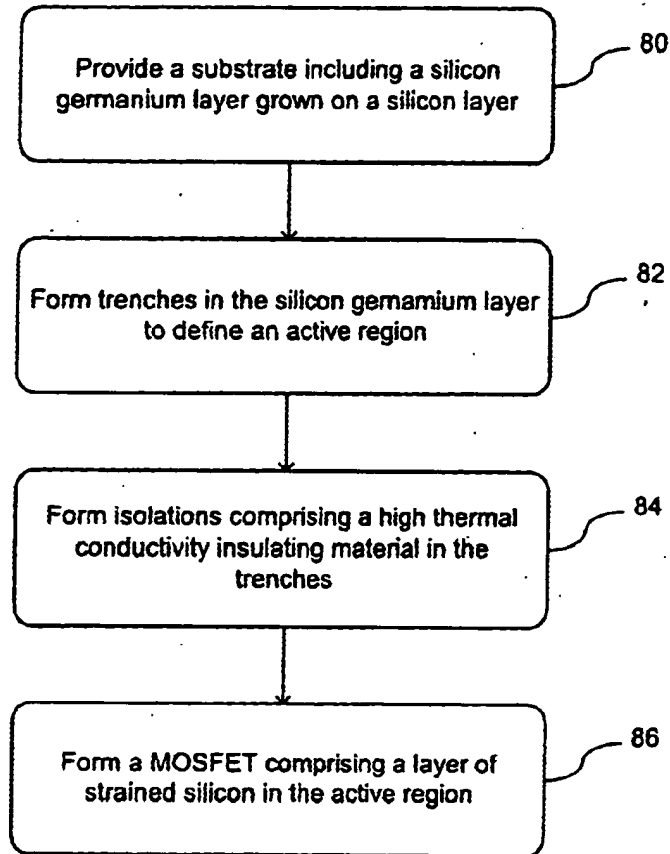 Provide a substrate including a silicon
germanium layer grown on a silicon layer
80
Form trenches in the silicon gemamium layer
to define an active region
82
Form isolations comprising a high thermal
conductivity insulating material in the
trenches
84
Form a MOSFET comprising a layer of
strained silicon in the active region
86